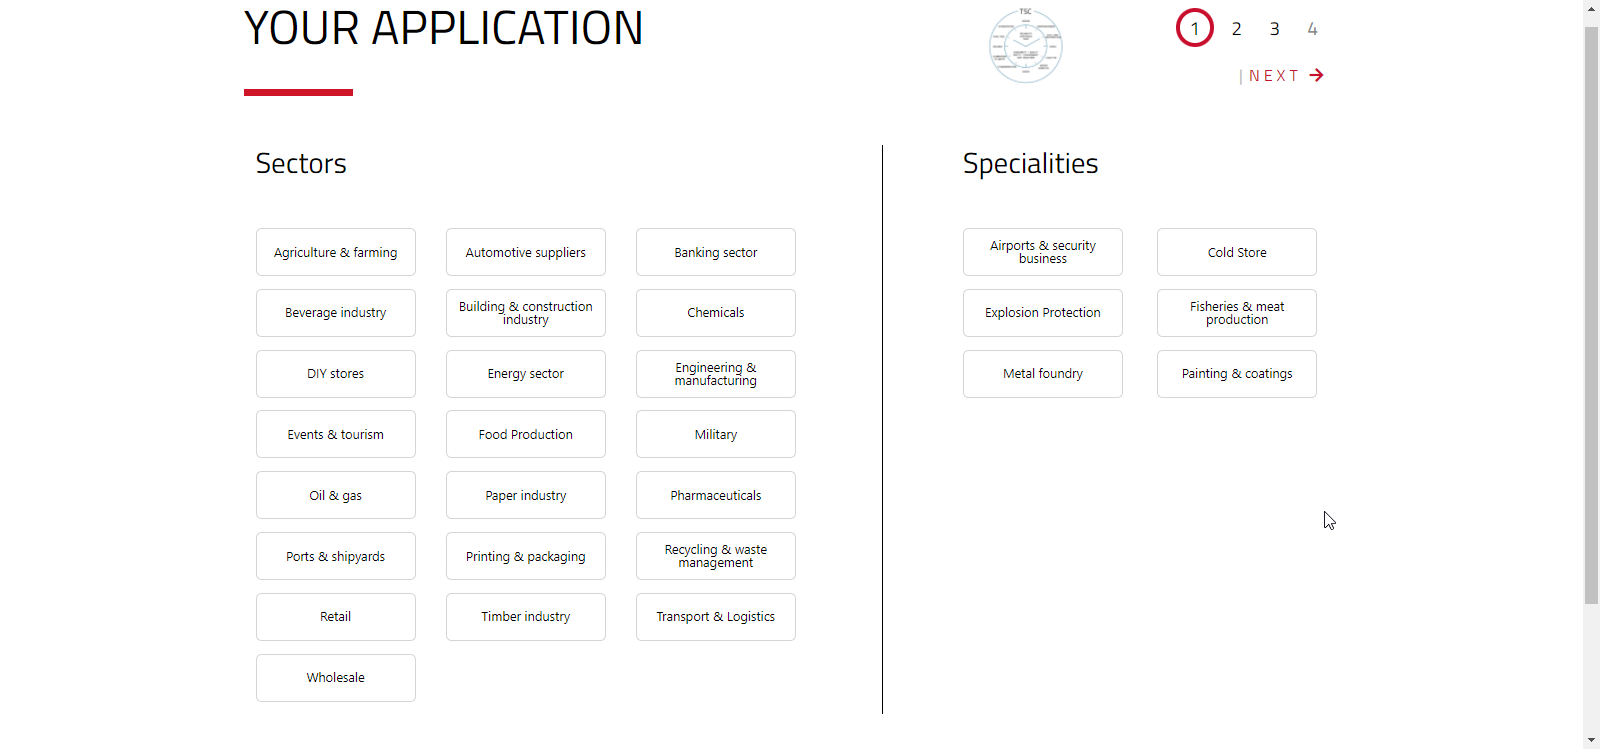 YOUR APPLICATION
TSC
1 2 3 4
| NEXT
Sectors
Specialities
Agriculture & farming
Automotive suppliers
Banking sector
Beverage industry
Building & construction
industry
Chemicals
DIY stores
Energy sector
Engineering &
manufacturing
Events & tourism
Food Production
Military
Oil & gas
Paper industry
Pharmaceuticals
Ports & shipyards
Printing & packaging
Recycling & waste
management
Retail
Timber industry
Transport & Logistics
Wholesale
Airports & security
business
Cold Store
Explosion Protection
Fisheries & meat
production
Metal foundry
Painting & coatings